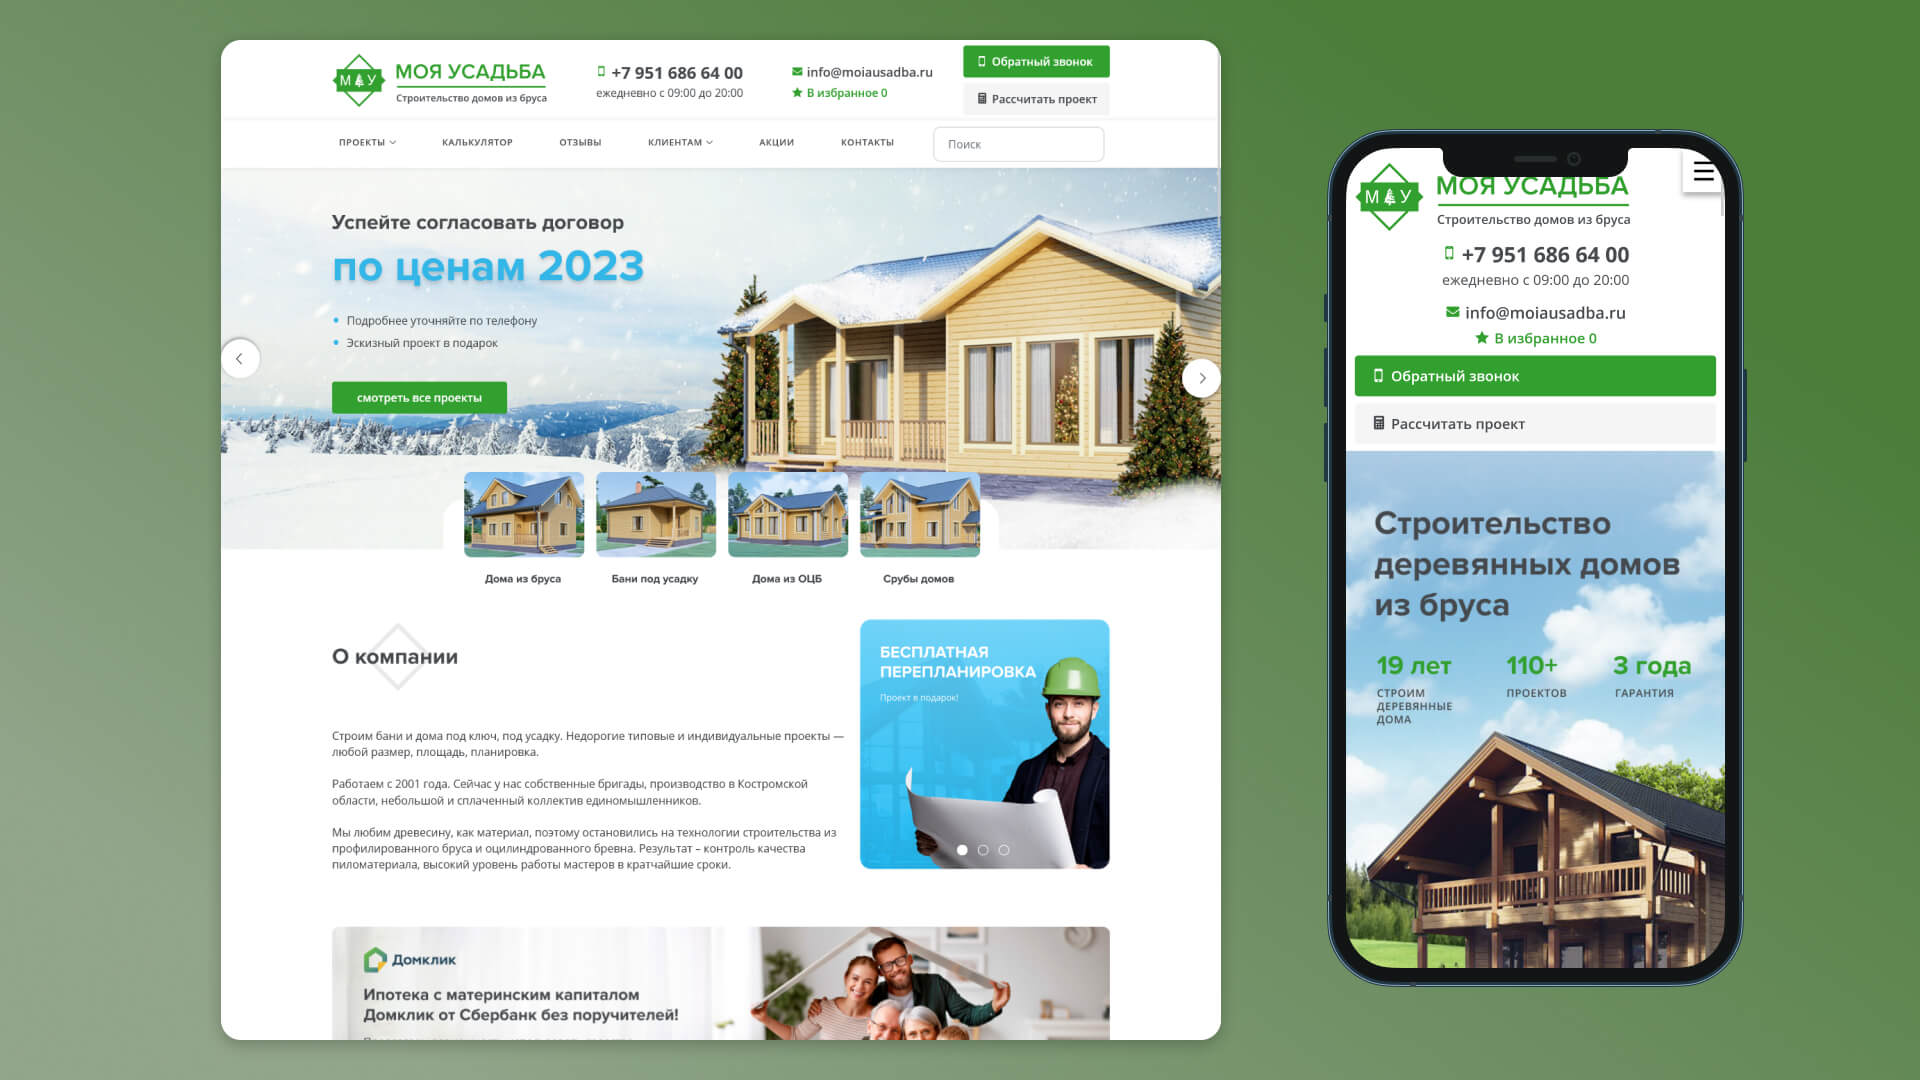 М У
МОЯ УСАДЬБА
Строительство домов из бруса
+7 951 686 64 00
ежедневно с 09:00 до 20:00
info@moiausadba.ru
В избранное 0
Обратный звонок
Рассчитать проект
ПРОЕКТЫ
КАЛЬКУЛЯТОР
ОТЗЫВЫ
КЛИЕНТАМ
АКЦИИ
КОНТАКТЫ
Поиск
Успейте согласовать договор
по ценам 2023
Подробнее уточняйте по телефону
Эскизный проект в подарок
смотреть все проекты
Дома из бруса
Бани под усадку
Дома из ОЦБ
Срубы домов
О компании
Строим бани и дома под ключ, под усадку. Недорогие типовые и индивидуальные проекты —
любой размер, площадь, планировка.
Работаем с 2001 года. Сейчас у нас собственные бригады, производство в Костромской
области, небольшой и сплаченный коллектив единомышленников.
Мы любим древесину, как материал, поэтому остановились на технологии строительства из
профилированного бруса и оцилиндрованного бревна. Результат – контроль качества
пиломатериала, высокий уровень работы мастеров в кратчайшие сроки.
БЕСПЛАТНАЯ
ПЕРЕПЛАНИРОВКА
Проект в подарок!
Домклик
Ипотека с материнским капиталом
Домклик от Сбербанк без поручителей!
М У
МОЯ УСАДЬБА
Строительство домов из бруса
+7 951 686 64 00
ежедневно с 09:00 до 20:00
info@moiausadba.ru
В избранное 0
Обратный звонок
Рассчитать проект
Строительство
деревянных домов
из бруса
19 лет
СТРОИМ
ДЕРЕВЯННЫЕ
ДОМА
110+
ПРОЕКТОВ
3 года
ГАРАНТИЯ